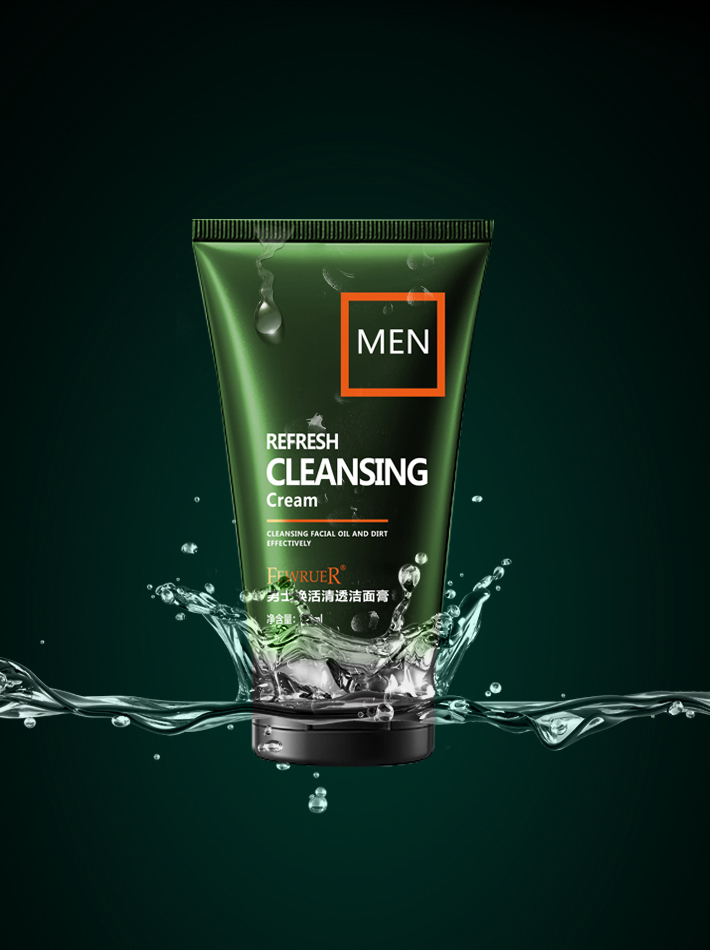 MEN
REFRESH
CLEANSING
Cream
CLEANSING FACIAL OIL AND DIRT
EFFECTIVELY
FEWRUER®
男士焕活清透洁面膏
净含量: